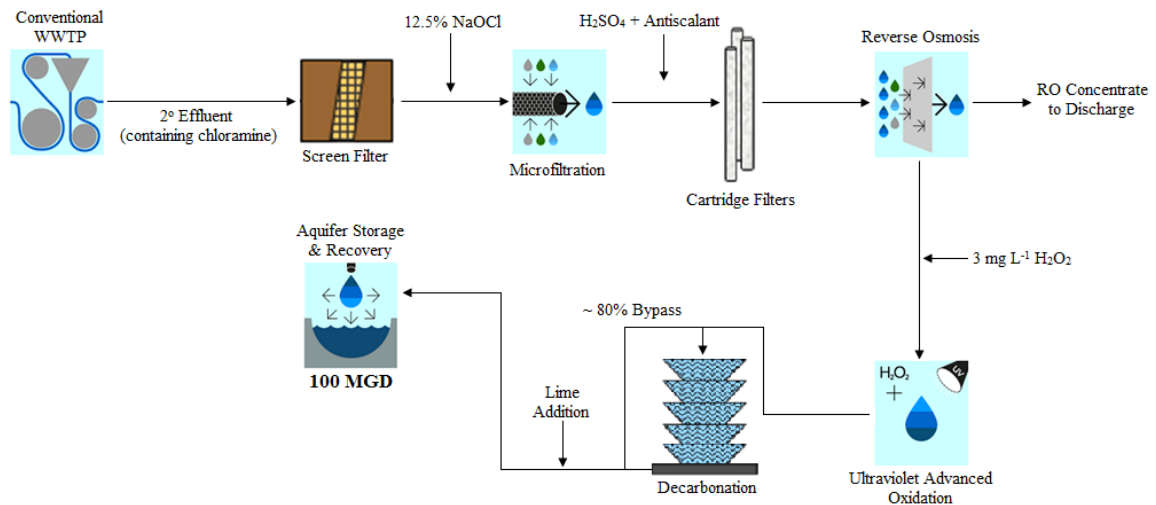 Conventional
WWTP
2º Effluent
(containing chloramine)
Screen Filter
12.5% NaOCl
Microfiltration
H₂SO₄ + Antiscalant
Cartridge Filters
Reverse Osmosis
RO Concentrate
to Discharge
3 mg L⁻¹ H₂O₂
H₂O₂
+
UV
Ultraviolet Advanced
Oxidation
~ 80% Bypass
Decarbonation
Lime
Addition
Aquifer Storage
& Recovery
100 MGD